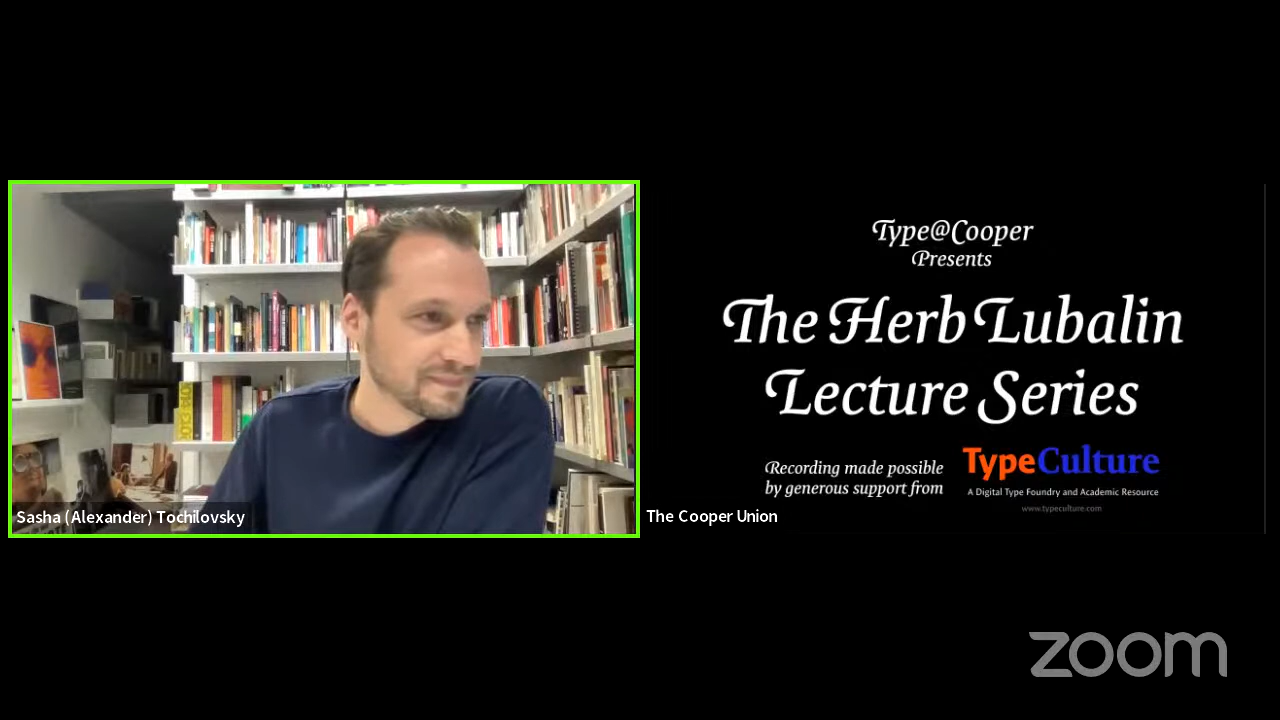 Type@Cooper
Presents
The Herb Lubalin
Lecture Series
Recording made possible
by generous support from
TypeCulture
A Digital Type Foundry and Academic Resource
www.typeculture.com
Sasha (Alexander) Tochilovsky
The Cooper Union
zoom